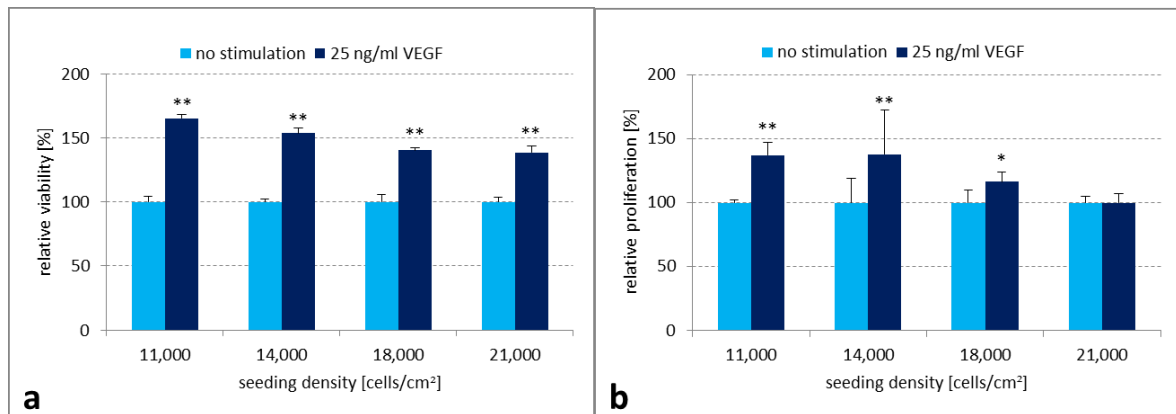 no stimulation 25 ng/ml VEGF
relative viability [%]
200
150
100
50
0
** ** ** **
11,000 14,000 18,000 21,000
seeding density [cells/cm²]
a
no stimulation 25 ng/ml VEGF
relative proliferation [%]
200
150
100
50
0
** ** *
11,000 14,000 18,000 21,000
seeding density [cells/cm²]
b